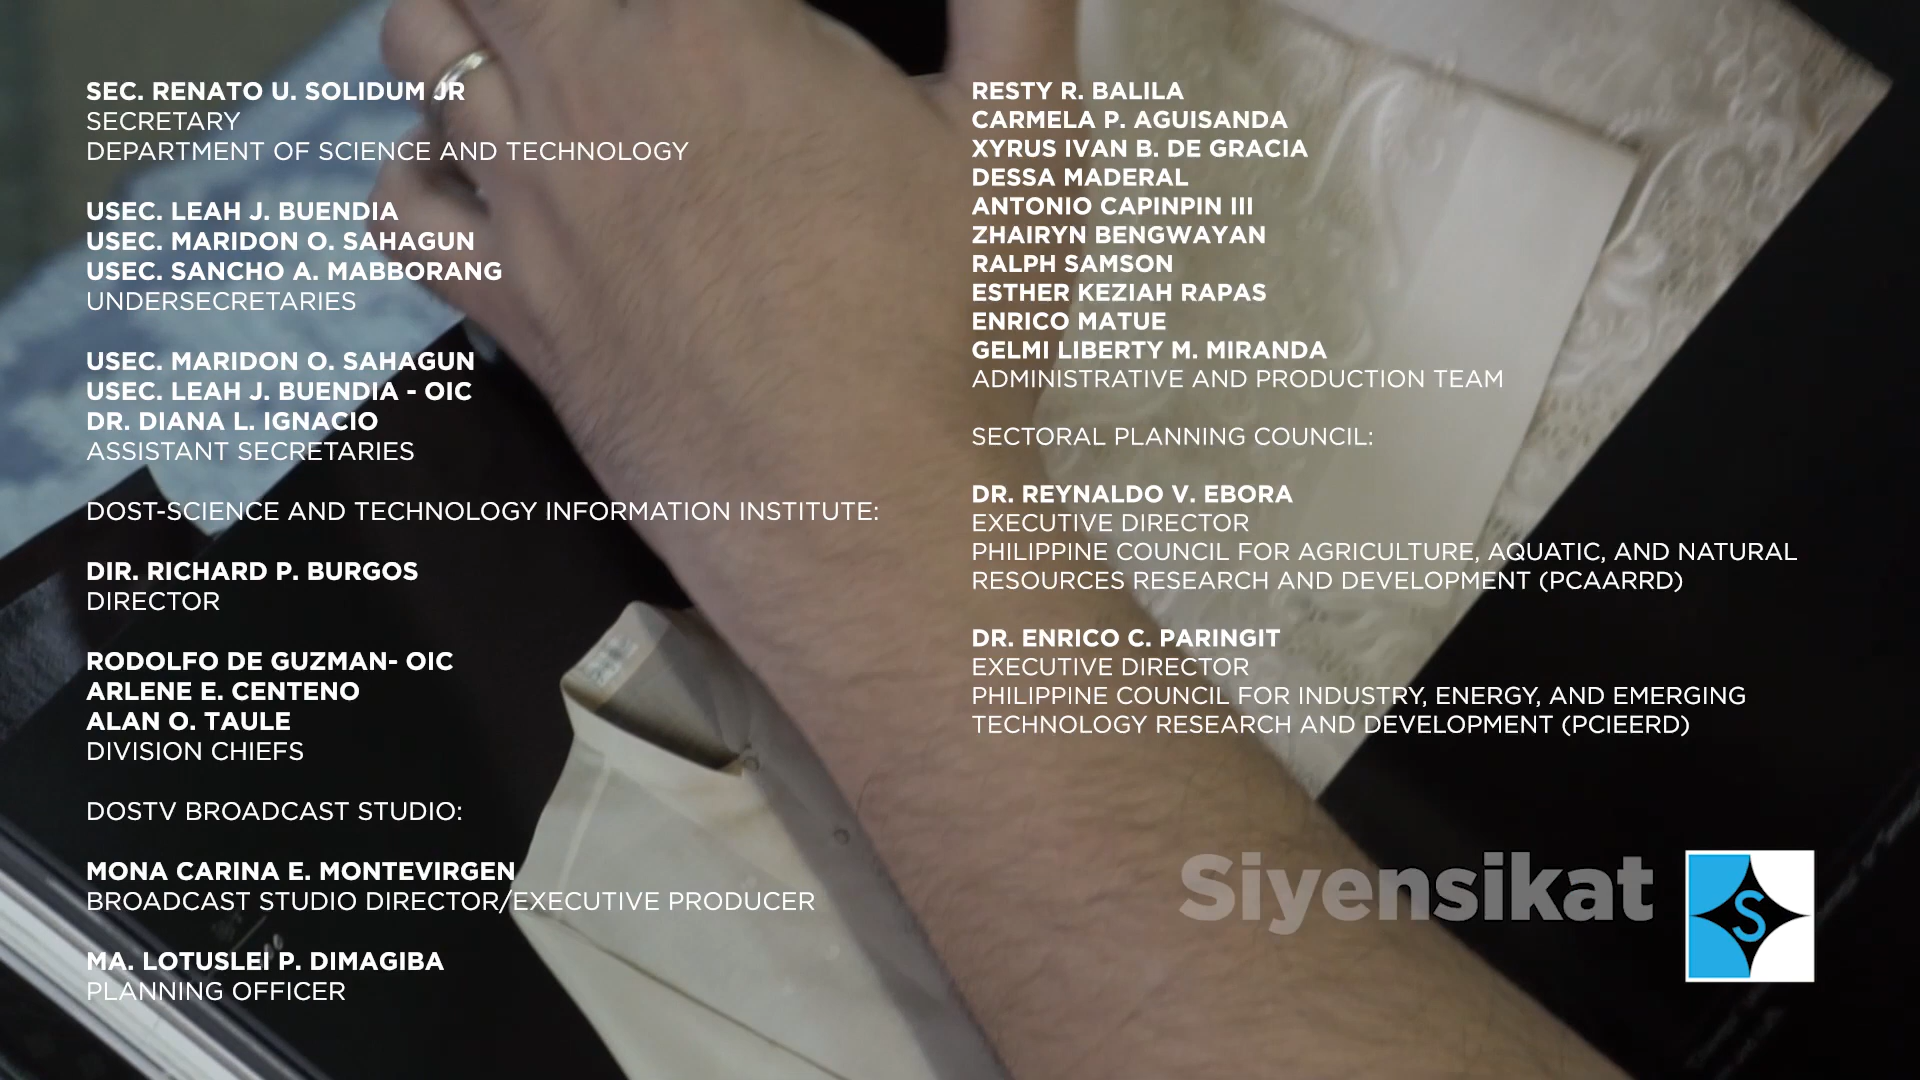 SEC. RENATO U. SOLIDUM JR
SECRETARY
DEPARTMENT OF SCIENCE AND TECHNOLOGY
USEC. LEAH J. BUENDIA
USEC. MARIDON O. SAHAGUN
USEC. SANCHO A. MABBORANG
UNDERSECRETARIES
USEC. MARIDON O. SAHAGUN
USEC. LEAH J. BUENDIA - OIC
DR. DIANA L. IGNACIO
ASSISTANT SECRETARIES
DOST-SCIENCE AND TECHNOLOGY INFORMATION INSTITUTE:
DIR. RICHARD P. BURGOS
DIRECTOR
RODOLFO DE GUZMAN- OIC
ARLENE E. CENTENO
ALAN O. TAULE
DIVISION CHIEFS
DOSTV BROADCAST STUDIO:
MONA CARINA E. MONTEVIRGEN
BROADCAST STUDIO DIRECTOR/EXECUTIVE PRODUCER
MA. LOTUSLEI P. DIMAGIBA
PLANNING OFFICER
RESTY R. BALILA
CARMELA P. AGUISANDA
XYRUS IVAN B. DE GRACIA
DESSA MADERAL
ANTONIO CAPINPIN III
ZHAIRYN BENGWAYAN
RALPH SAMSON
ESTHER KEZIAH RAPAS
ENRICO MATUE
GELMI LIBERTY M. MIRANDA
ADMINISTRATIVE AND PRODUCTION TEAM
SECTORAL PLANNING COUNCIL:
DR. REYNALDO V. EBORA
EXECUTIVE DIRECTOR
PHILIPPINE COUNCIL FOR AGRICULTURE, AQUATIC, AND NATURAL
RESOURCES RESEARCH AND DEVELOPMENT (PCAARRD)
DR. ENRICO C. PARINGIT
EXECUTIVE DIRECTOR
PHILIPPINE COUNCIL FOR INDUSTRY, ENERGY, AND EMERGING
TECHNOLOGY RESEARCH AND DEVELOPMENT (PCIEERD)
Siyensikat
S